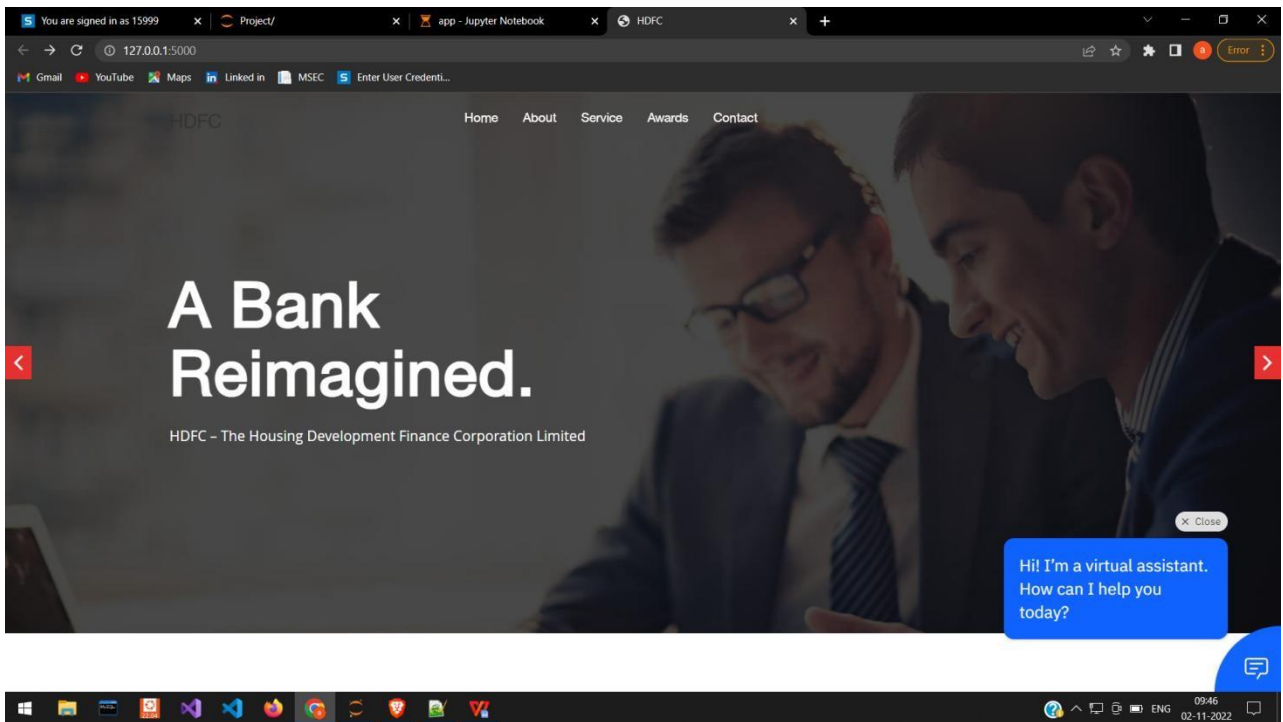 You are signed in as 15999
Project/
app - Jupyter Notebook
HDFC
127.0.0.1:5000
Error
Gmail
YouTube
Maps
Linked in
MSEC
Enter User Credenti...
HDFC
Home About Service Awards Contact
A Bank
Reimagined.
HDFC – The Housing Development Finance Corporation Limited
Close
Hi! I'm a virtual assistant.
How can I help you
today?
ENG
09:46
02-11-2022